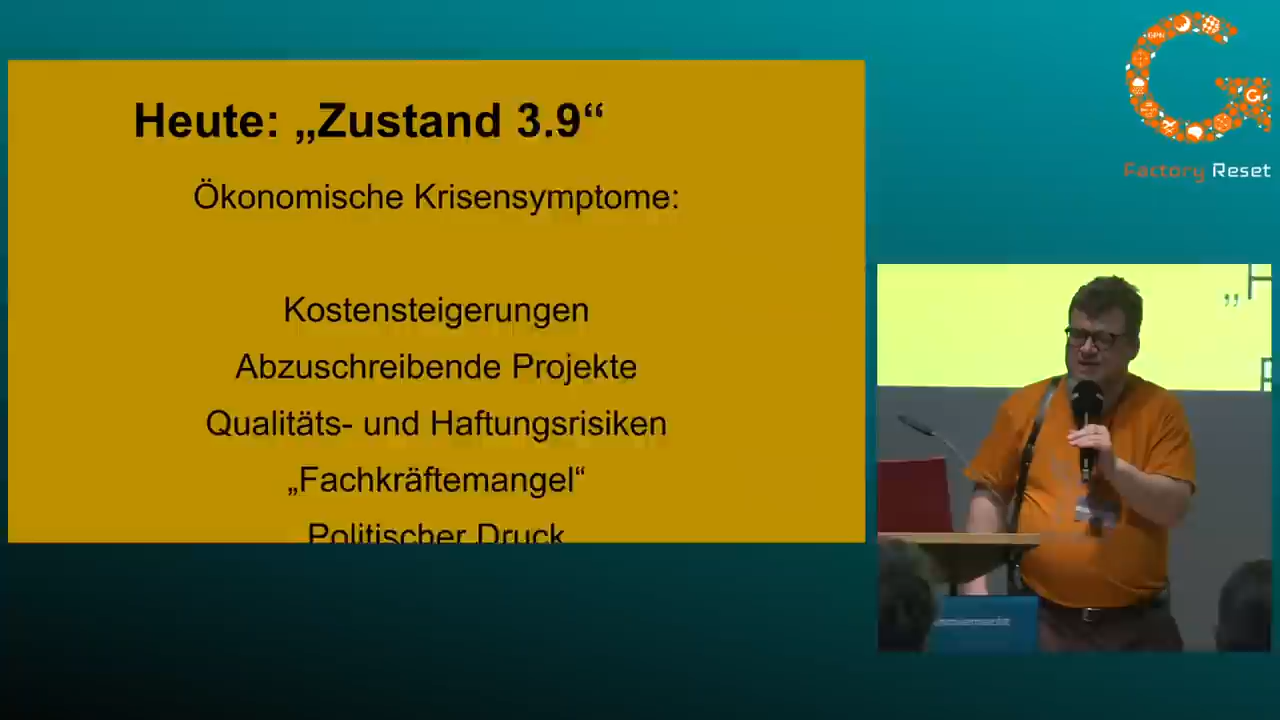 Heute: „Zustand 3.9“
Ökonomische Krisensymptome:
Kostensteigerungen
Abzuschreibende Projekte
Qualitäts- und Haftungsrisiken
„Fachkräftemangel“
Politischer Druck
Factory Reset